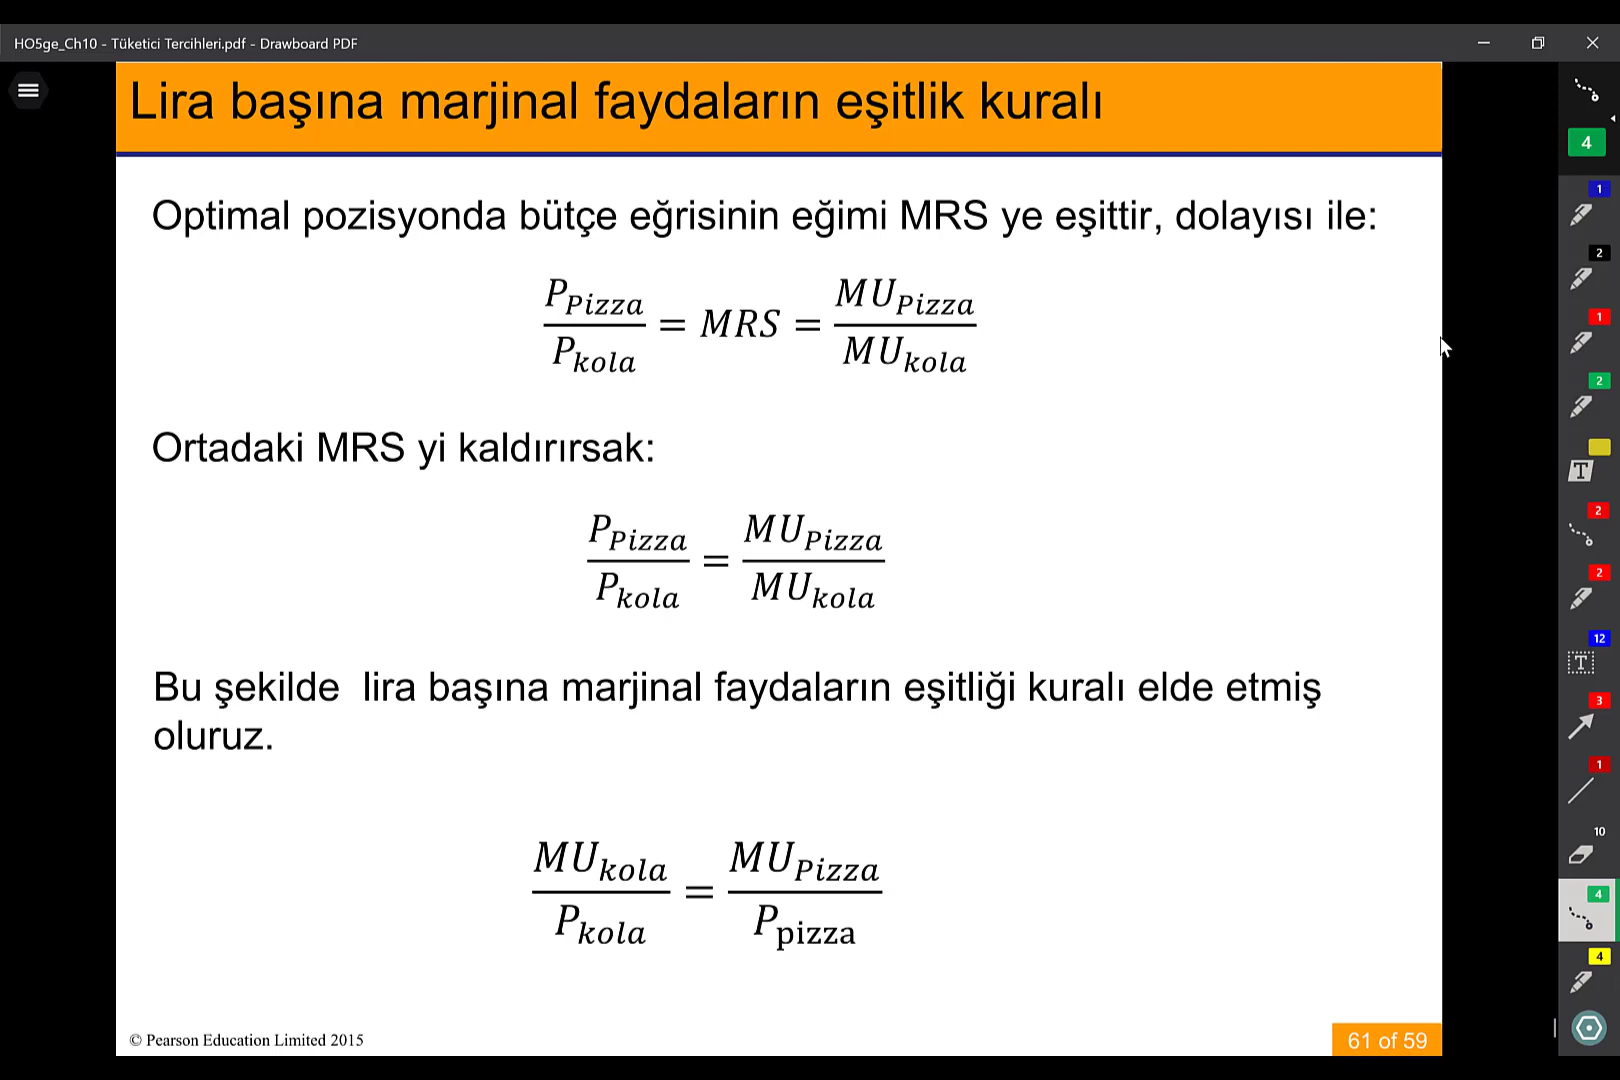 HO5ge_Ch10 - Tüketici Tercihleri.pdf - Drawboard PDF
Lira başına marjinal faydaların eşitlik kuralı
4
Optimal pozisyonda bütçe eğrisinin eğimi MRS ye eşittir, dolayısı ile:
P_Pizza / P_kola = MRS = MU_Pizza / MU_kola
Ortadaki MRS yi kaldırırsak:
P_Pizza / P_kola = MU_Pizza / MU_kola
Bu şekilde  lira başına marjinal faydaların eşitliği kuralı elde etmiş
oluruz.
MU_kola / P_kola = MU_Pizza / P_pizza
© Pearson Education Limited 2015
61 of 59
1
2
1
2
T
2
2
12
T
3
1
10
4
4